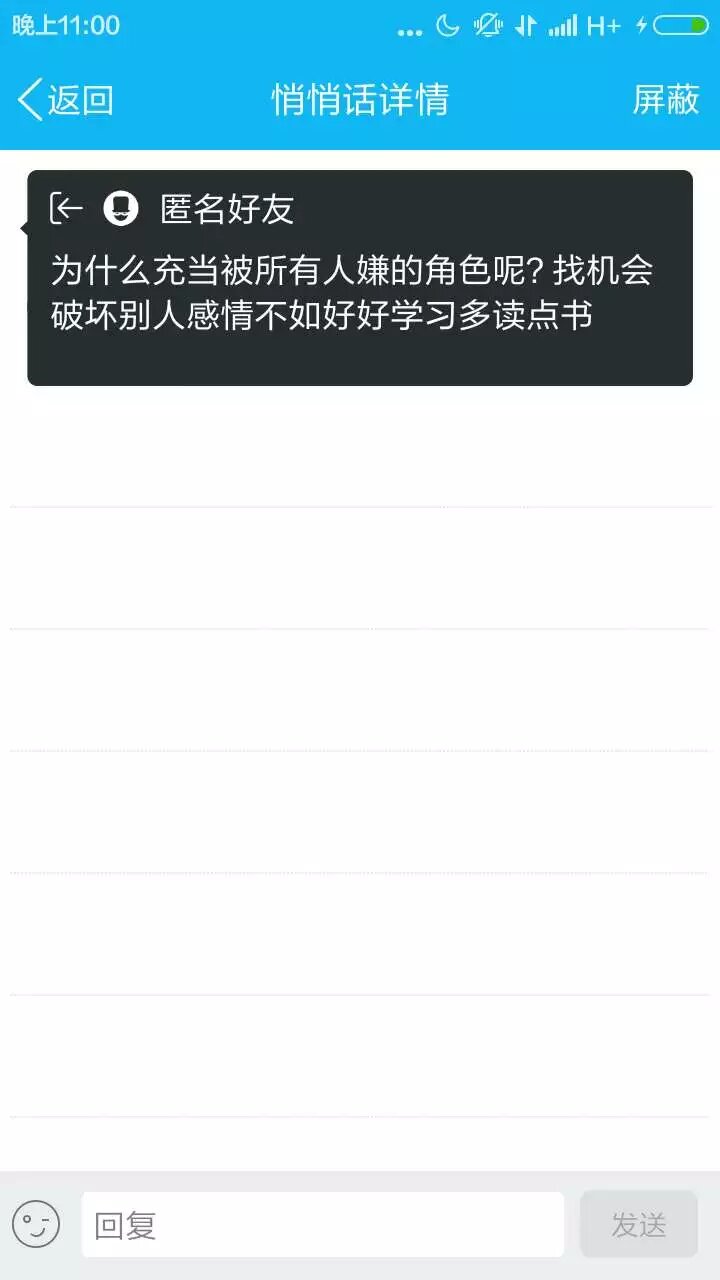 晚上11:00
... H+
返回 悄悄话详情 屏蔽
匿名好友
为什么充当被所有人嫌的角色呢?找机会
破坏别人感情不如好好学习多读点书
回复 发送